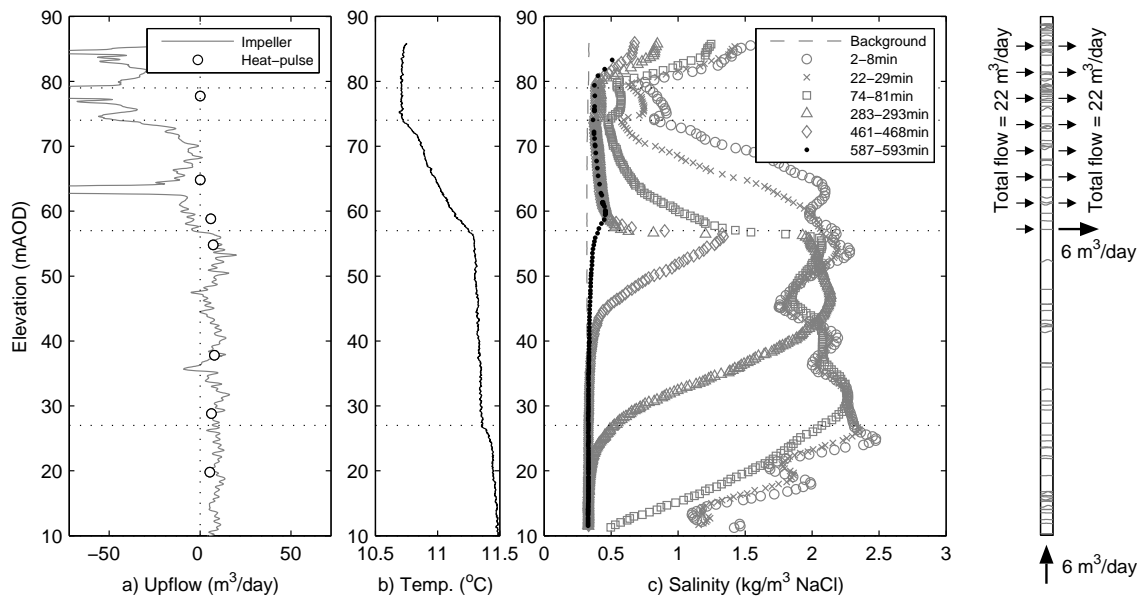 90
80
70
60
50
40
30
20
10
Elevation (mAOD)
−50
0
50
a) Upflow (m³/day)
Impeller
Heat−pulse
90
80
70
60
50
40
30
20
10
10.5
11
11.5
b) Temp. (°C)
90
80
70
60
50
40
30
20
10
0
0.5
1
1.5
2
2.5
3
c) Salinity (kg/m³ NaCl)
Background
2−8min
22−29min
74−81min
283−293min
461−468min
587−593min
Total flow = 22 m³/day
Total flow = 22 m³/day
6 m³/day
6 m³/day